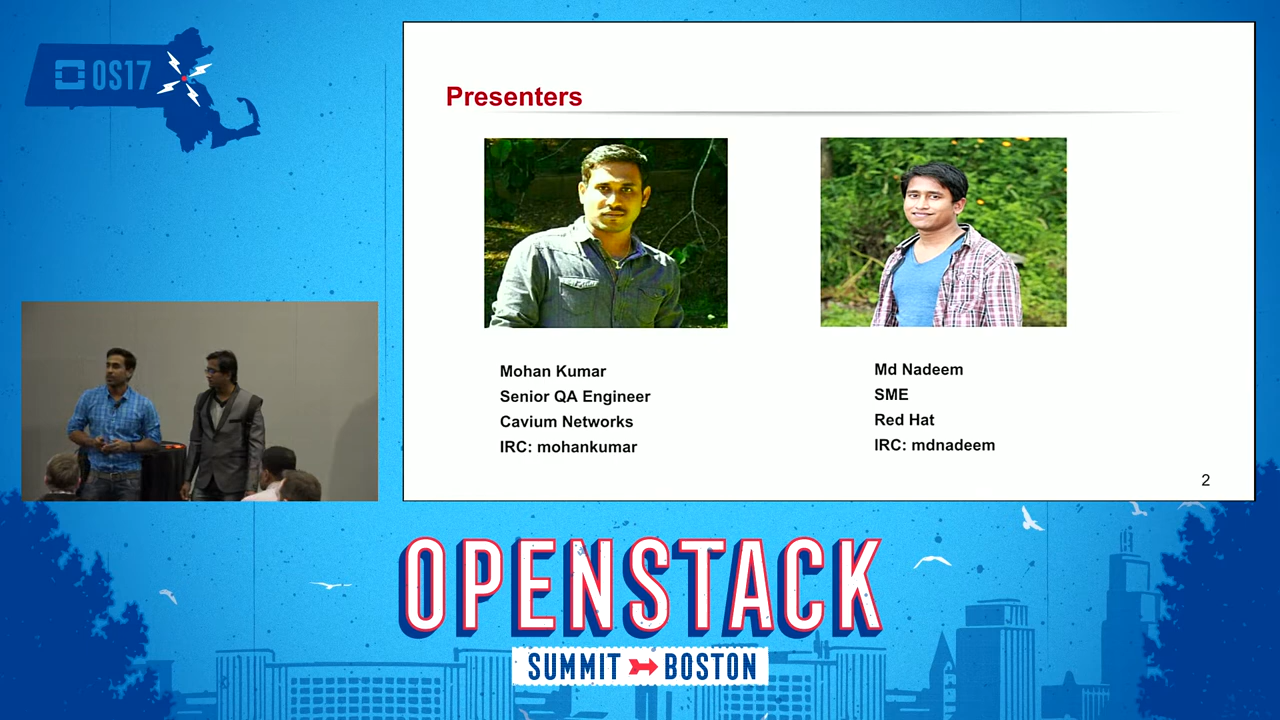 OS17
Presenters
Mohan Kumar
Senior QA Engineer
Cavium Networks
IRC: mohankumar
Md Nadeem
SME
Red Hat
IRC: mdnadeem
2
OPENSTACK
SUMMIT BOSTON